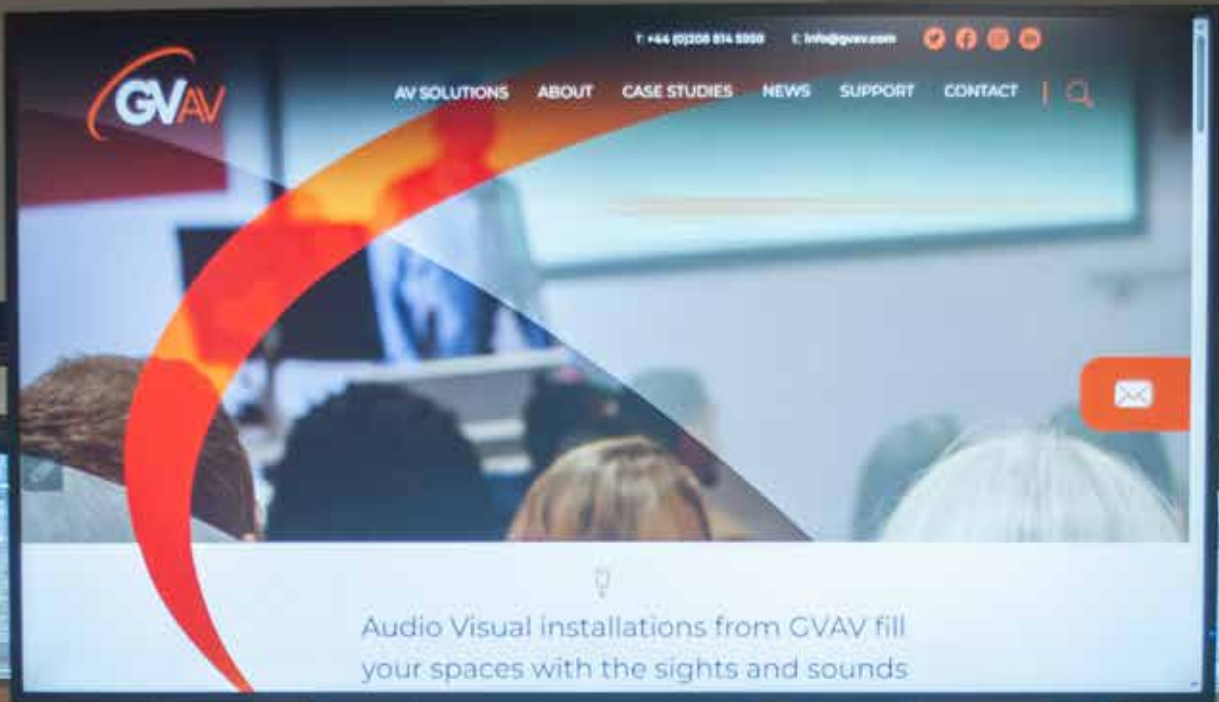 T: +44 (0)208 814 5959 E: info@gvav.com
GVAV
AV SOLUTIONS ABOUT CASE STUDIES NEWS SUPPORT CONTACT
Audio Visual installations from GVAV fill
your spaces with the sights and sounds